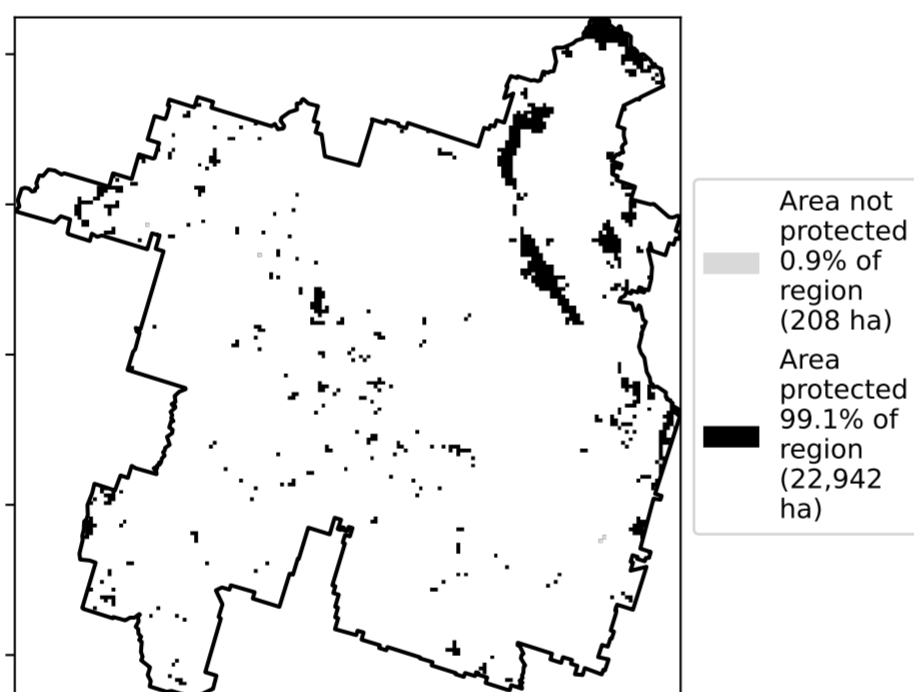 Area not
protected
0.9% of
region
(208 ha)
Area
protected
99.1% of
region
(22,942
ha)